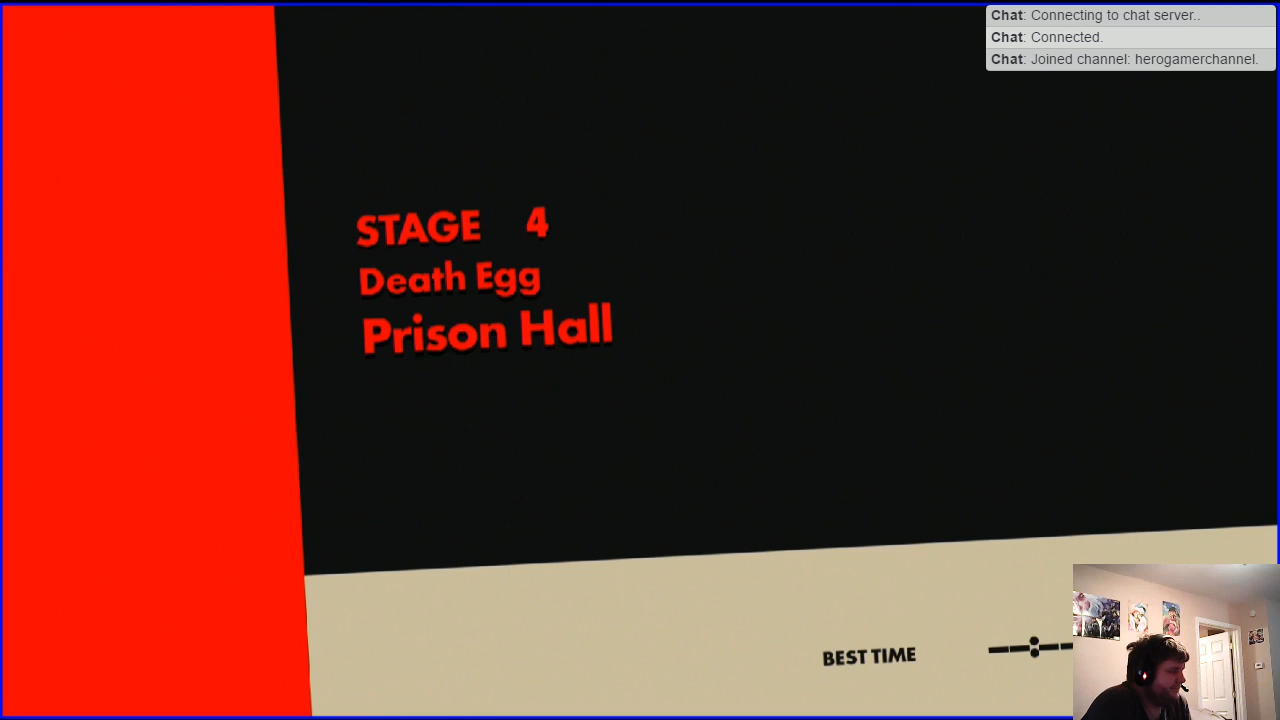 Chat: Connecting to chat server..
Chat: Connected.
Chat: Joined channel: herogamerchannel.
STAGE 4
Death Egg
Prison Hall
BEST TIME